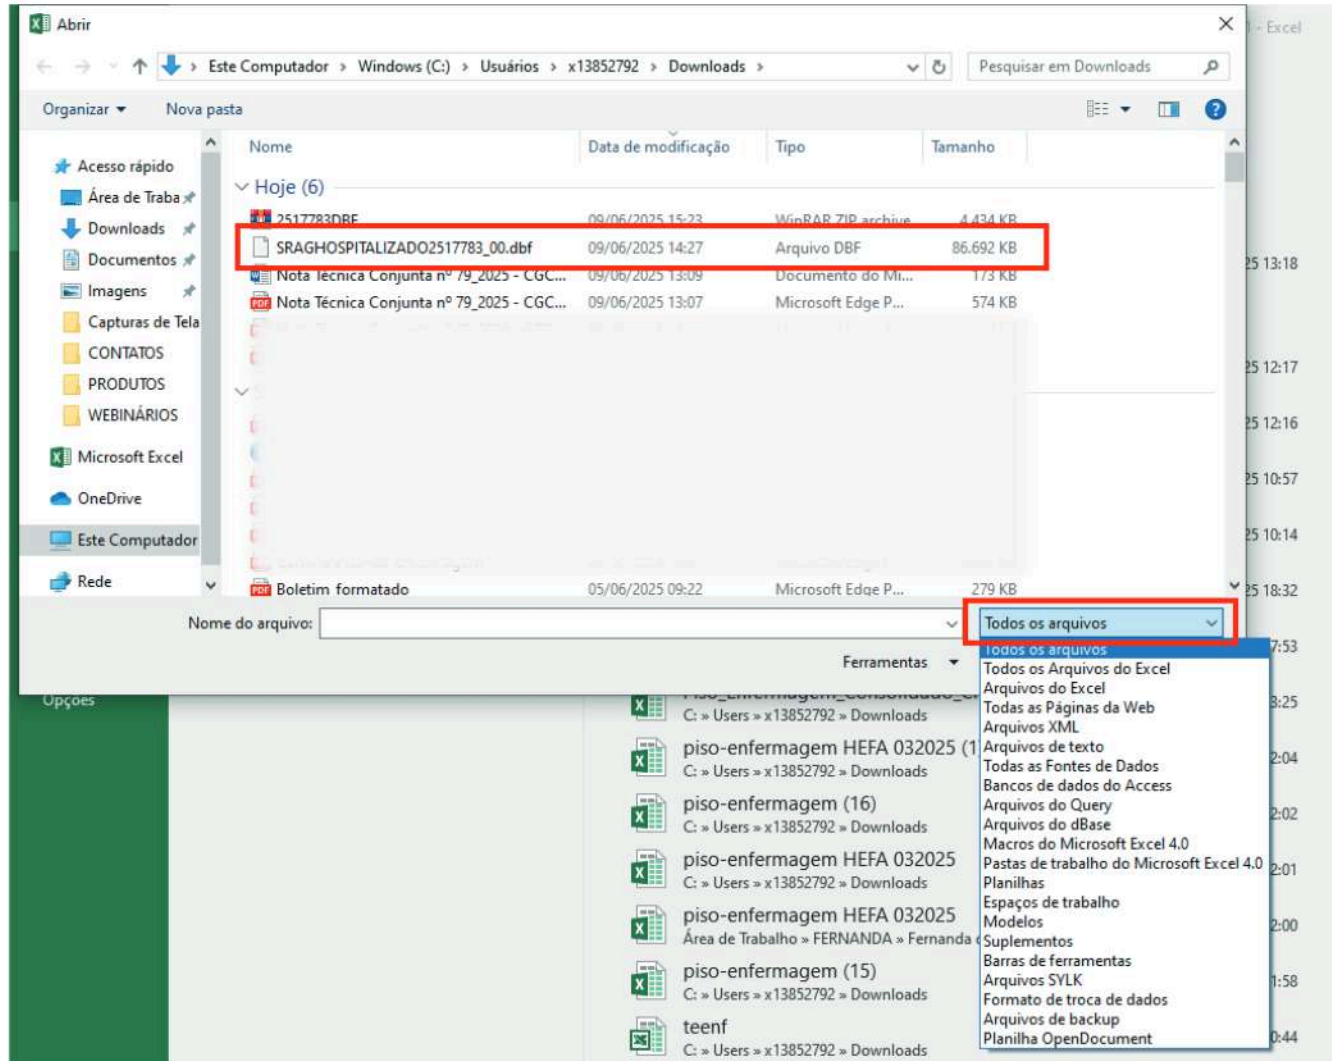 Abrir
1 - Excel
Este Computador > Windows (C:) > Usuários > x13852792 > Downloads >
Pesquisar em Downloads
Organizar
Nova pasta
Nome
Data de modificação
Tipo
Tamanho
Acesso rápido
Área de Traba
Downloads
Documentos
Imagens
Capturas de Tela
CONTATOS
PRODUTOS
WEBINÁRIOS
Microsoft Excel
OneDrive
Este Computador
Rede
Hoje (6)
2517783DBF 09/06/2025 15:23 WinRAR ZIP archive 4.434 KB
SRAGHOSPITALIZADO2517783_00.dbf 09/06/2025 14:27 Arquivo DBF 86.692 KB
Nota Técnica Conjunta nº 79_2025 - CGC... 09/06/2025 13:09 Documento do Mi... 173 KB
Nota Técnica Conjunta nº 79_2025 - CGC... 09/06/2025 13:07 Microsoft Edge P... 574 KB
Boletim formatado 05/06/2025 09:22 Microsoft Edge P... 279 KB
25 13:18
25 12:17
25 12:16
25 10:57
25 10:14
25 18:32
7:53
3:25
2:04
2:02
2:01
2:00
1:58
0:44
Nome do arquivo:
Todos os arquivos
Ferramentas
Todos os arquivos
Todos os Arquivos do Excel
Arquivos do Excel
Todas as Páginas da Web
Arquivos XML
Arquivos de texto
Todas as Fontes de Dados
Bancos de dados do Access
Arquivos do Query
Arquivos do dBase
Macros do Microsoft Excel 4.0
Pastas de trabalho do Microsoft Excel 4.0
Planilhas
Espaços de trabalho
Modelos
Suplementos
Barras de ferramentas
Arquivos SYLK
Formato de troca de dados
Arquivos de backup
Planilha OpenDocument
Opções
C: » Users » x13852792 » Downloads
piso-enfermagem HEFA 032025 (1
C: » Users » x13852792 » Downloads
piso-enfermagem (16)
C: » Users » x13852792 » Downloads
piso-enfermagem HEFA 032025
C: » Users » x13852792 » Downloads
piso-enfermagem HEFA 032025
Área de Trabalho » FERNANDA » Fernanda
piso-enfermagem (15)
C: » Users » x13852792 » Downloads
teenf
C: » Users » x13852792 » Downloads